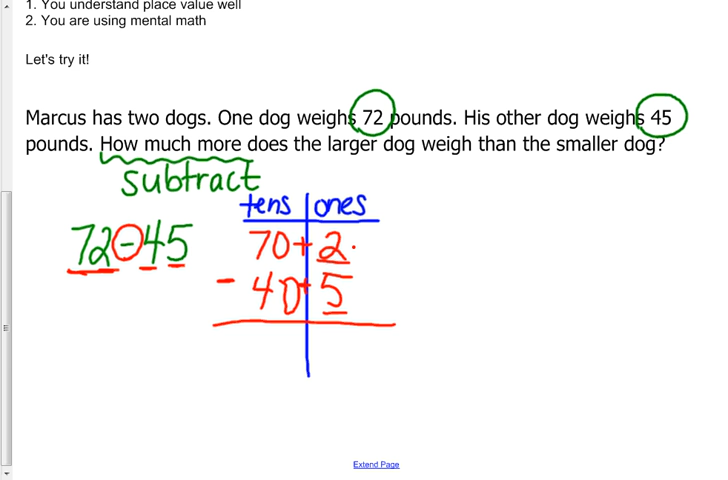 1. You understand place value well
2. You are using mental math
Let's try it!
Marcus has two dogs. One dog weighs 72 pounds. His other dog weighs 45
pounds. How much more does the larger dog weigh than the smaller dog?
subtract
tens ones
72-45
70+2
- 40+5
Extend Page